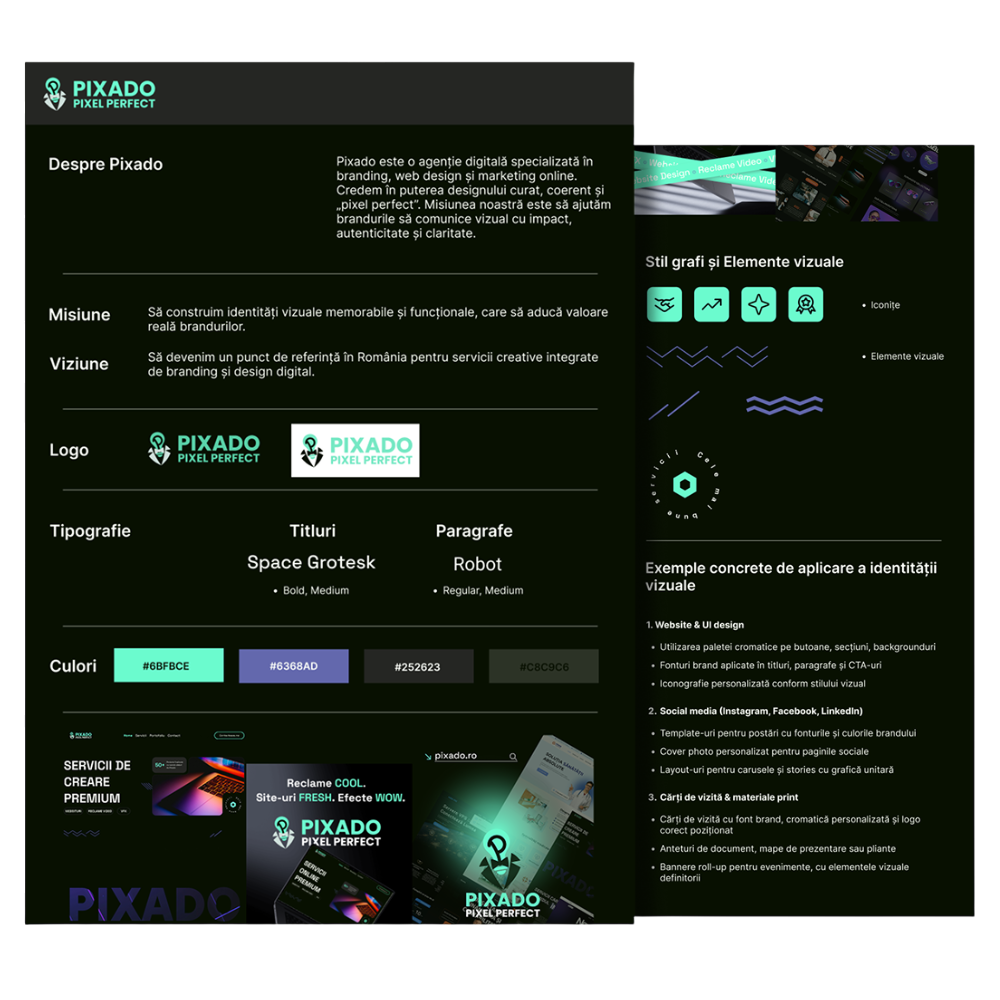 PIXADO
PIXEL PERFECT
Despre Pixado
Pixado este o agenție digitală specializată în
branding, web design și marketing online.
Credem în puterea designului curat, coerent și
„pixel perfect”. Misiunea noastră este să ajutăm
brandurile să comunice vizual cu impact,
autenticitate și claritate.
Misiune
Să construim identități vizuale memorabile și funcționale, care să aducă valoare
reală brandurilor.
Viziune
Să devenim un punct de referință în România pentru servicii creative integrate
de branding și design digital.
Logo
PIXADO
PIXEL PERFECT
PIXADO
PIXEL PERFECT
Tipografie
Titluri
Paragrafe
Space Grotesk
Robot
• Bold, Medium
• Regular, Medium
Culori
#6BFBCE
#6368AD
#252623
#C8C9C6
PIXADO
Home Servicii Portofoliu Contact
SERVICII DE
CREARE
PREMIUM
50+
WEBSITEURI RECLAME VIDEO
PIXADO
Reclame COOL.
Site-uri FRESH. Efecte WOW.
PIXADO
PIXEL PERFECT
SERVICII
ONLINE
PREMIUM
pixado.ro
PIXADO
PIXEL PERFECT
Reclame Video
Stil grafi și Elemente vizuale
• Iconițe
• Elemente vizuale
Cele mai bune servicii
Exemple concrete de aplicare a identității
vizuale
1. Website & UI design
• Utilizarea paletei cromatice pe butoane, secțiuni, backgrounduri
• Fonturi brand aplicate în titluri, paragrafe și CTA-uri
• Iconografie personalizată conform stilului vizual
2. Social media (Instagram, Facebook, LinkedIn)
• Template-uri pentru postări cu fonturile și culorile brandului
• Cover photo personalizat pentru paginile sociale
• Layout-uri pentru carusele și stories cu grafică unitară
3. Cărți de vizită & materiale print
• Cărți de vizită cu font brand, cromatică personalizată și logo
corect poziționat
• Anteturi de document, mape de prezentare sau pliante
• Bannere roll-up pentru evenimente, cu elementele vizuale
definitorii